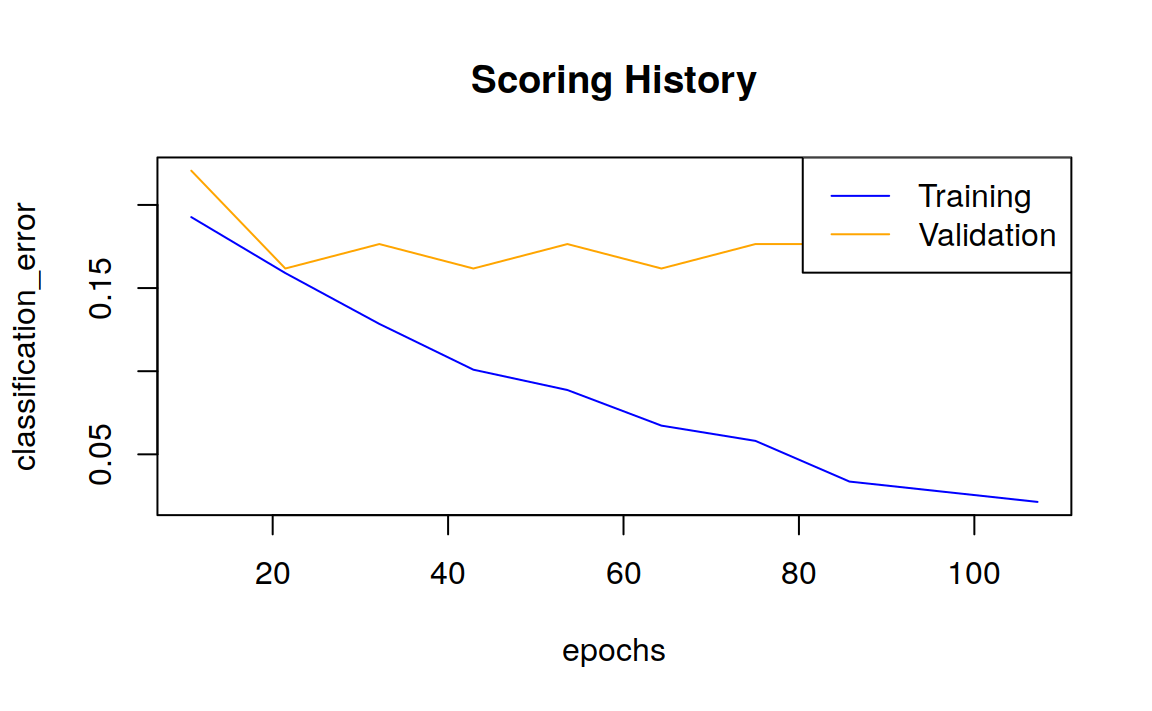 Scoring History
Training
Validation
classification_error
0.15
0.05
20 40 60 80 100
epochs